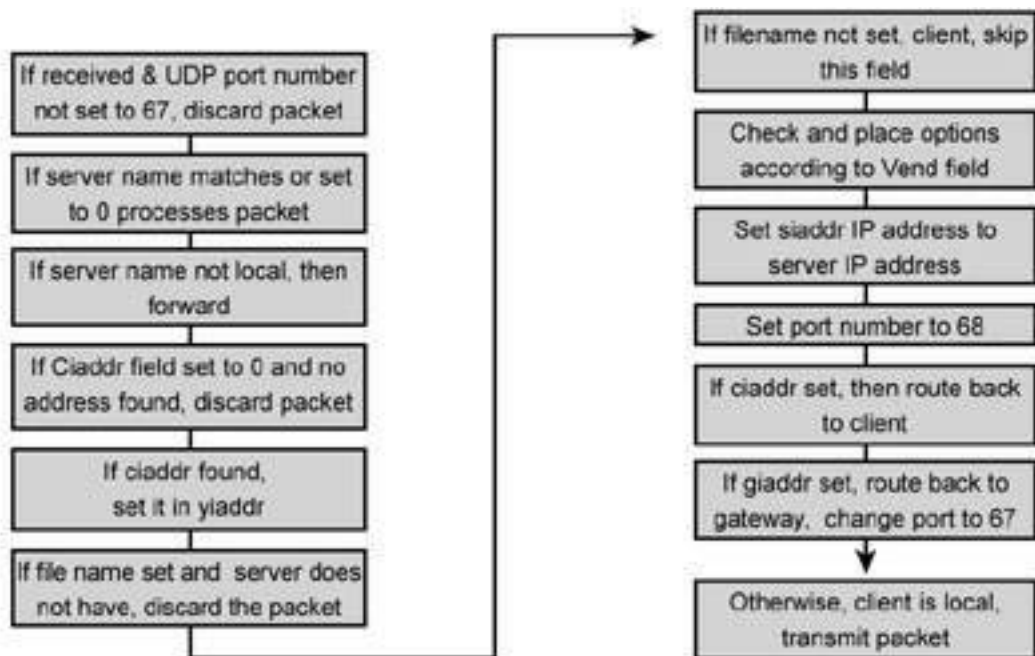 If received & UDP port number
not set to 67, discard packet
If server name matches or set
to 0 processes packet
If server name not local, then
forward
If Ciaddr field set to 0 and no
address found, discard packet
If ciaddr found,
set it in yiaddr
If file name set and server does
not have, discard the packet
If filename nct set, client, skip
this field
Check and place options
according to Vend field
Set siaddr IP address to
server IP address
Set port number to 68
If ciaddr set, then route back
to client
If giaddr set, route back to
gateway, change port to 67
Otherwise, client is local,
transmit packet